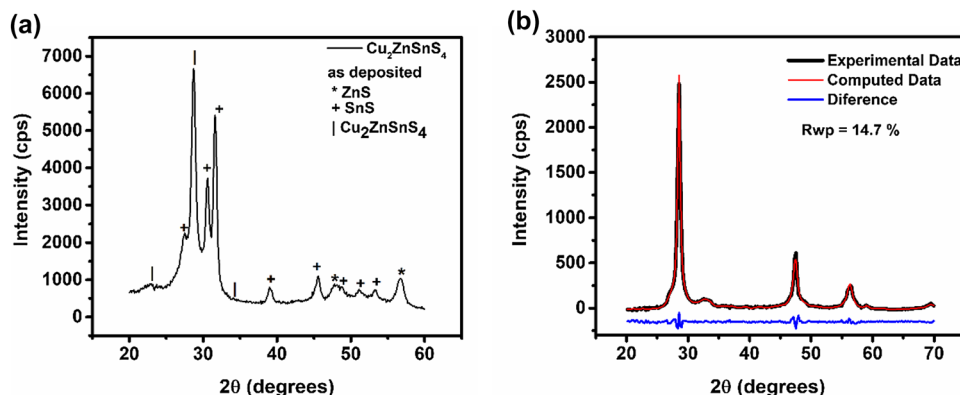 (a)
7000
6000
5000
4000
3000
2000
1000
0
Intensity (cps)
20 30 40 50 60
2θ (degrees)
Cu₂ZnSnS₄
as deposited
* ZnS
+ SnS
| Cu₂ZnSnS₄
|
+
+
+
|
|
+
+
*
+
+
+
*
(b)
3000
2500
2000
1500
1000
500
0
Intensity (cps)
20 30 40 50 60 70
2θ (degrees)
Experimental Data
Computed Data
Diference
Rwp = 14.7 %